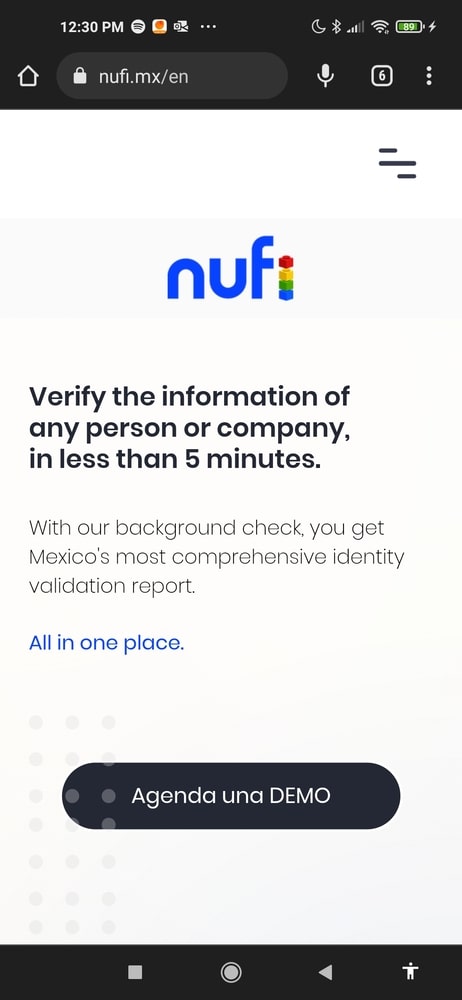 12:30 PM
89
nufi.mx/en
6
nufi
Verify the information of
any person or company,
in less than 5 minutes.
With our background check, you get
Mexico's most comprehensive identity
validation report.
All in one place.
Agenda una DEMO